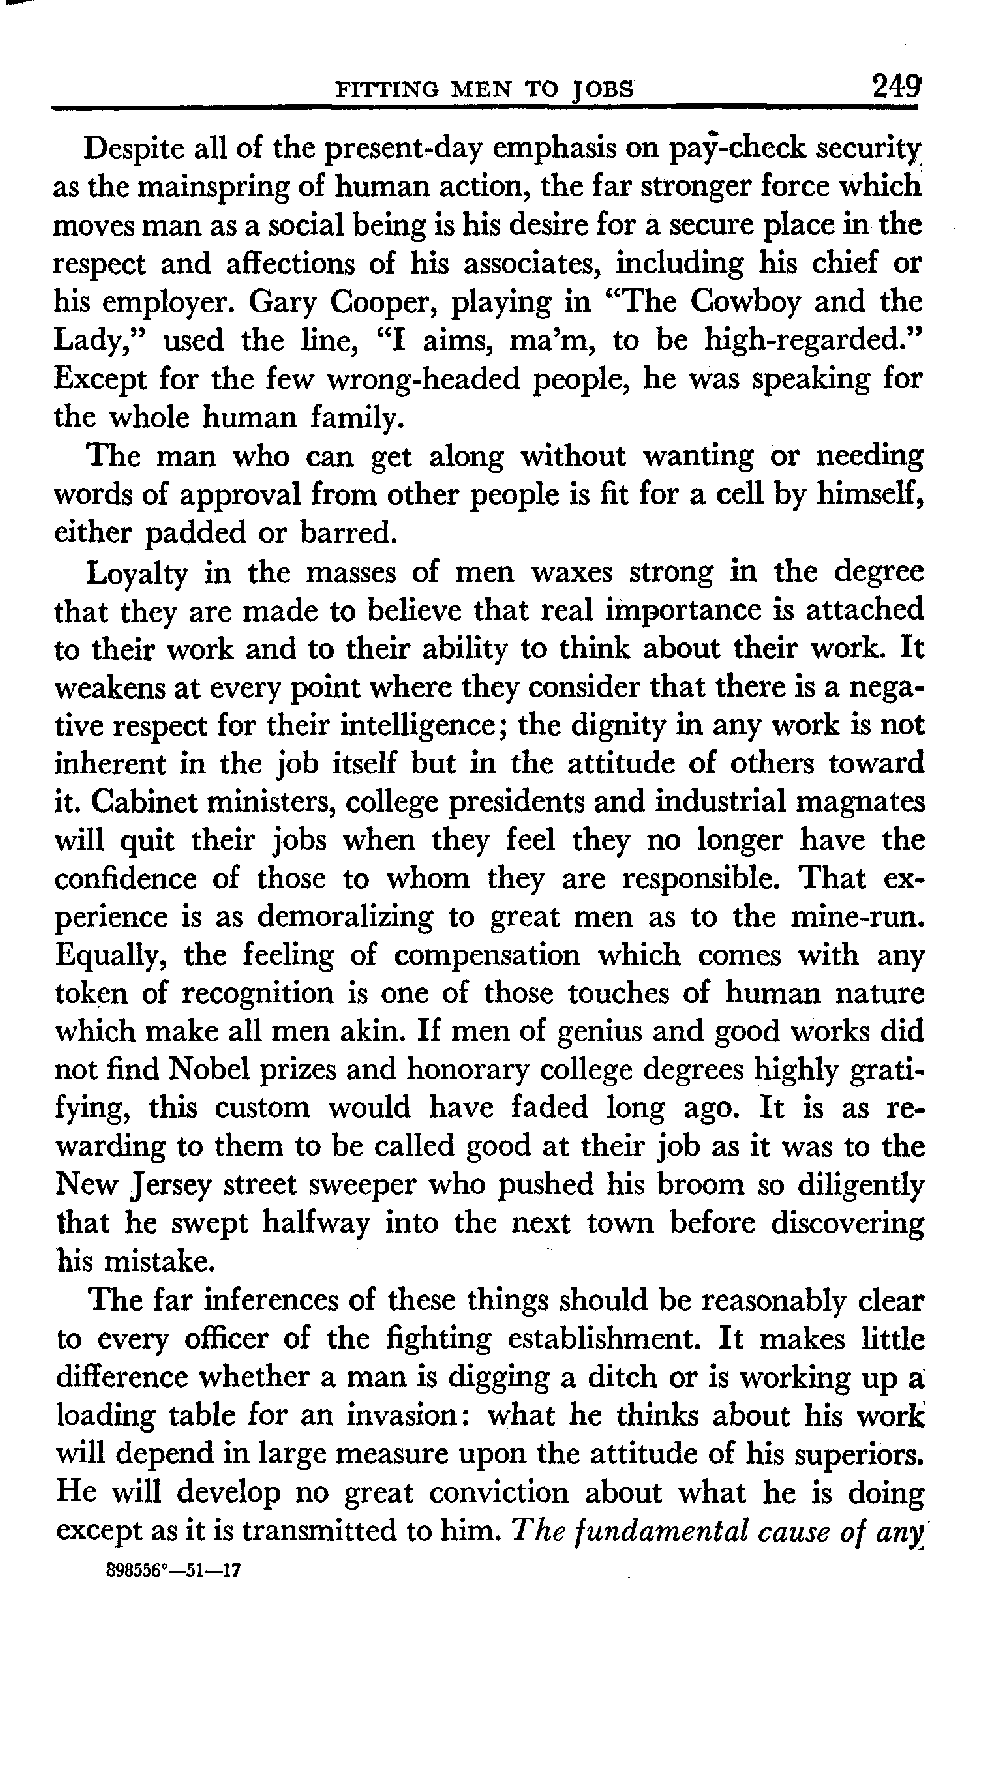 FITTING MEN TO JOBS 249
Despite all of the present-day emphasis on pay-check security
as the mainspring of human action, the far stronger force which
moves man as a social being is his desire for a secure place in the
respect and affections of his associates, including his chief or
his employer. Gary Cooper, playing in “The Cowboy and the
Lady,” used the line, “I aims, ma’m, to be high-regarded.”
Except for the few wrong-headed people, he was speaking for
the whole human family.
The man who can get along without wanting or needing
words of approval from other people is fit for a cell by himself,
either padded or barred.
Loyalty in the masses of men waxes strong in the degree
that they are made to believe that real importance is attached
to their work and to their ability to think about their work. It
weakens at every point where they consider that there is a nega-
tive respect for their intelligence; the dignity in any work is not
inherent in the job itself but in the attitude of others toward
it. Cabinet ministers, college presidents and industrial magnates
will quit their jobs when they feel they no longer have the
confidence of those to whom they are responsible. That ex-
perience is as demoralizing to great men as to the mine-run.
Equally, the feeling of compensation which comes with any
token of recognition is one of those touches of human nature
which make all men akin. If men of genius and good works did
not find Nobel prizes and honorary college degrees highly grati-
fying, this custom would have faded long ago. It is as re-
warding to them to be called good at their job as it was to the
New Jersey street sweeper who pushed his broom so diligently
that he swept halfway into the next town before discovering
his mistake.
The far inferences of these things should be reasonably clear
to every officer of the fighting establishment. It makes little
difference whether a man is digging a ditch or is working up a
loading table for an invasion: what he thinks about his work
will depend in large measure upon the attitude of his superiors.
He will develop no great conviction about what he is doing
except as it is transmitted to him. The fundamental cause of any
898556°—51—17